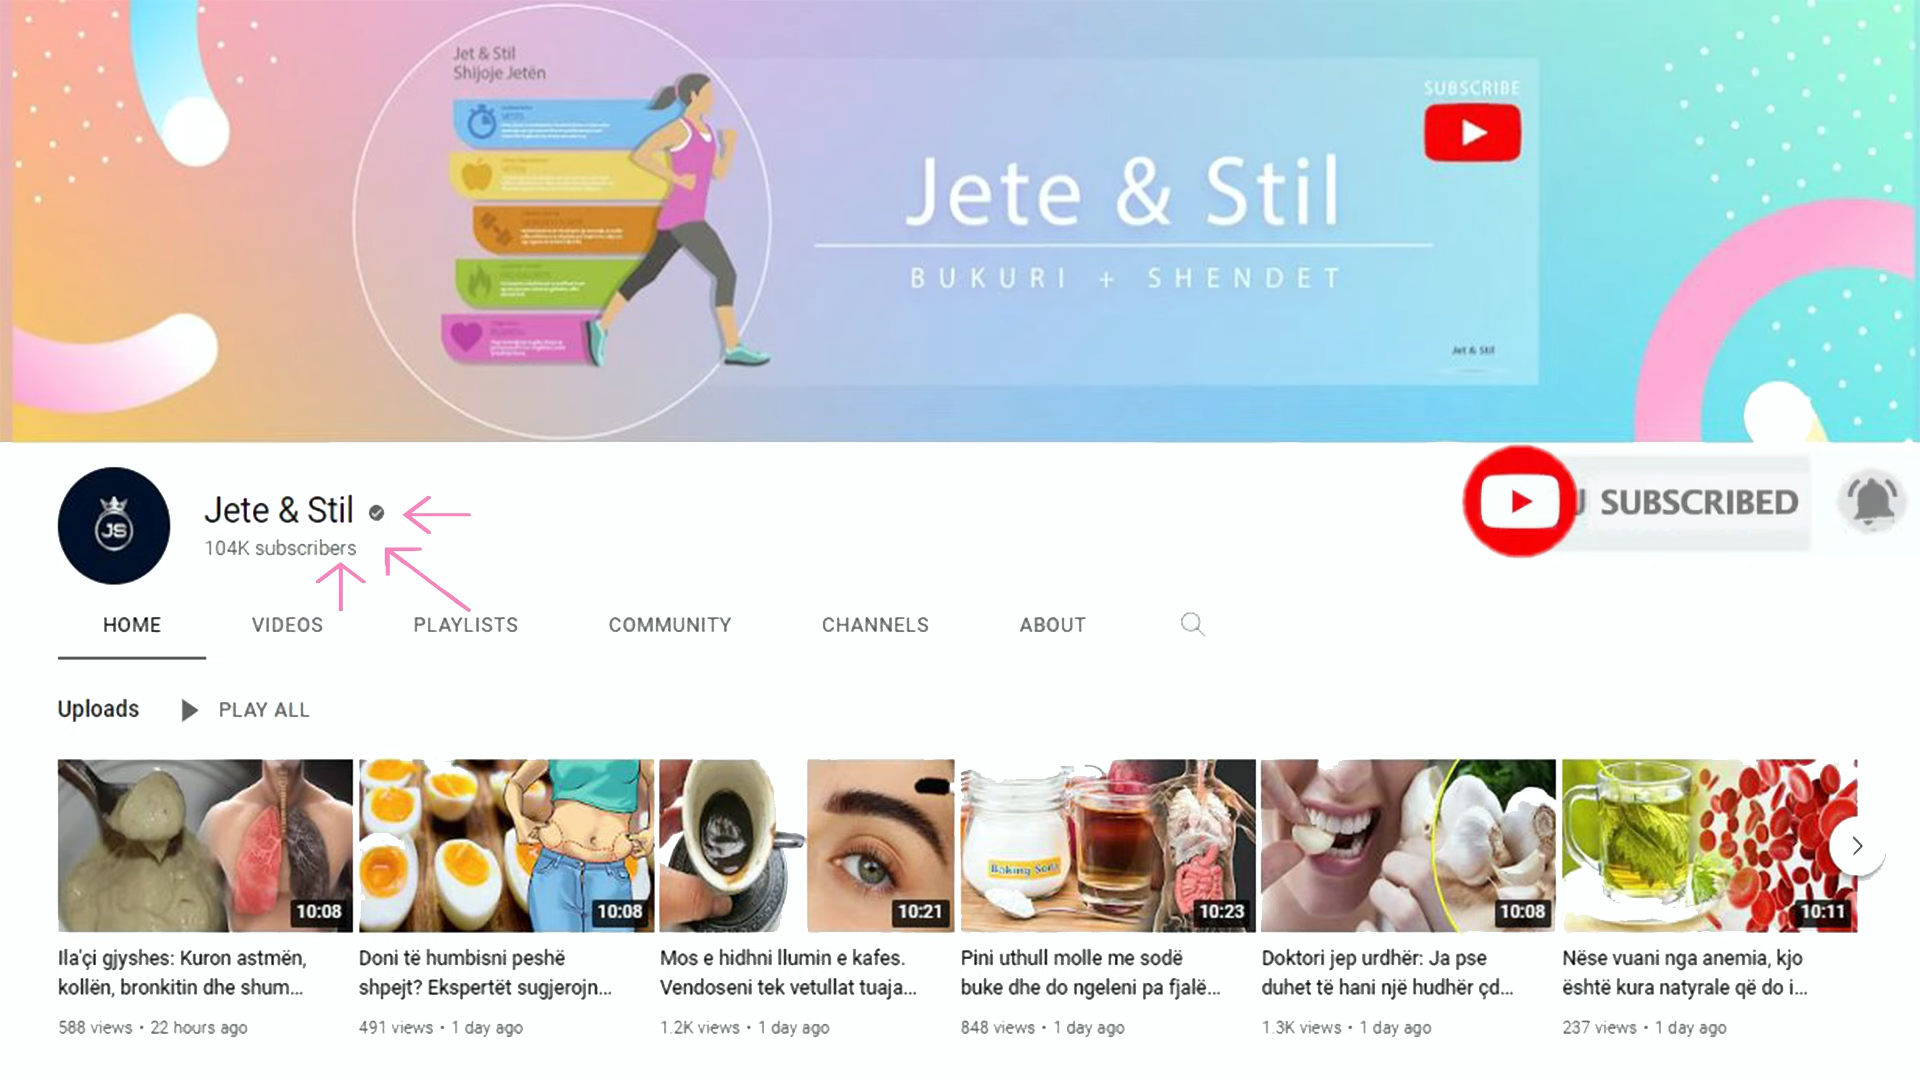 Jet & Stil
Shijoje Jetën
SUBSCRIBE
Jete & Stil
BUKURI + SHENDET
Jet & Stil
JS
Jete & Stil
104K subscribers
SUBSCRIBED
HOME VIDEOS PLAYLISTS COMMUNITY CHANNELS ABOUT
Uploads PLAY ALL
Baking Soda
10:08 10:08 10:21 10:23 10:08 10:11
Ila'çi gjyshes: Kuron astmën,
kollën, bronkitin dhe shum...
588 views • 22 hours ago
Doni të humbisni peshë
shpejt? Ekspertët sugjerojn...
491 views • 1 day ago
Mos e hidhni llumin e kafes.
Vendoseni tek vetullat tuaja...
1.2K views • 1 day ago
Pini uthull molle me sodë
buke dhe do ngeleni pa fjalë...
848 views • 1 day ago
Doktori jep urdhër: Ja pse
duhet të hani një hudhër çd...
1.3K views • 1 day ago
Nëse vuani nga anemia, kjo
është kura natyrale që do i...
237 views • 1 day ago